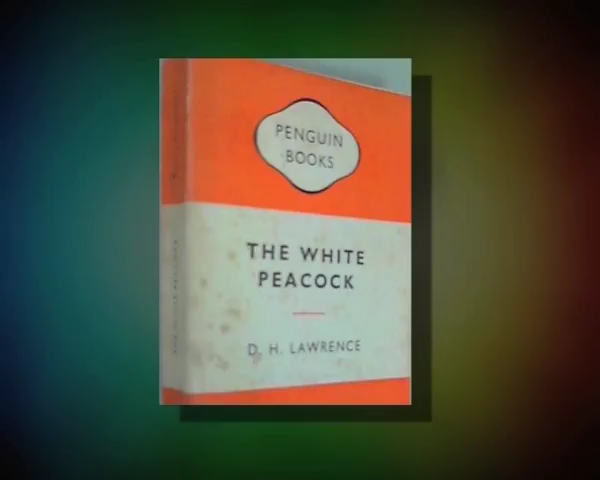 PENGUIN
BOOKS
THE WHITE
PEACOCK
D. H. LAWRENCE